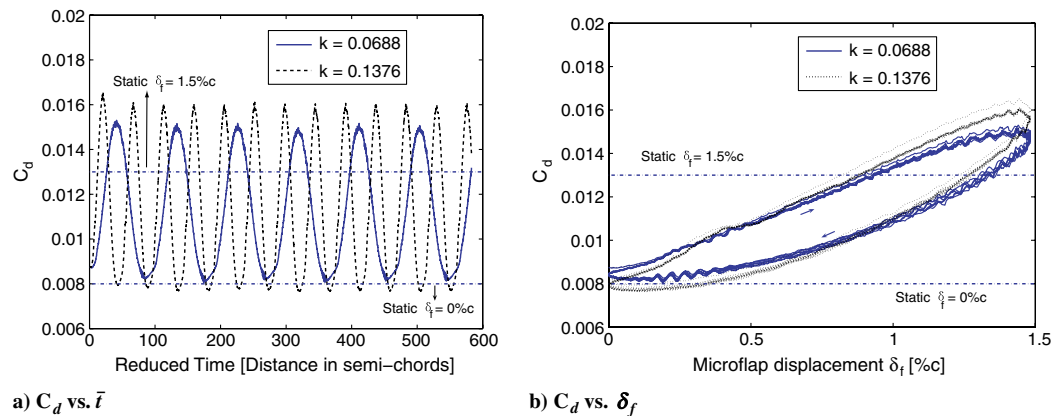 0.02
0.018
0.016
0.014
0.012
0.01
0.008
0.006
C_d
0 100 200 300 400 500 600
Reduced Time [Distance in semi-chords]
k = 0.0688
k = 0.1376
Static δ_f = 1.5%c
Static δ_f = 0%c
a) C_d vs. t̄
0.02
0.018
0.016
0.014
0.012
0.01
0.008
0.006
C_d
0 0.5 1 1.5
Microflap displacement δ_f [%c]
k = 0.0688
k = 0.1376
Static δ_f = 1.5%c
Static δ_f = 0%c
b) C_d vs. δ_f